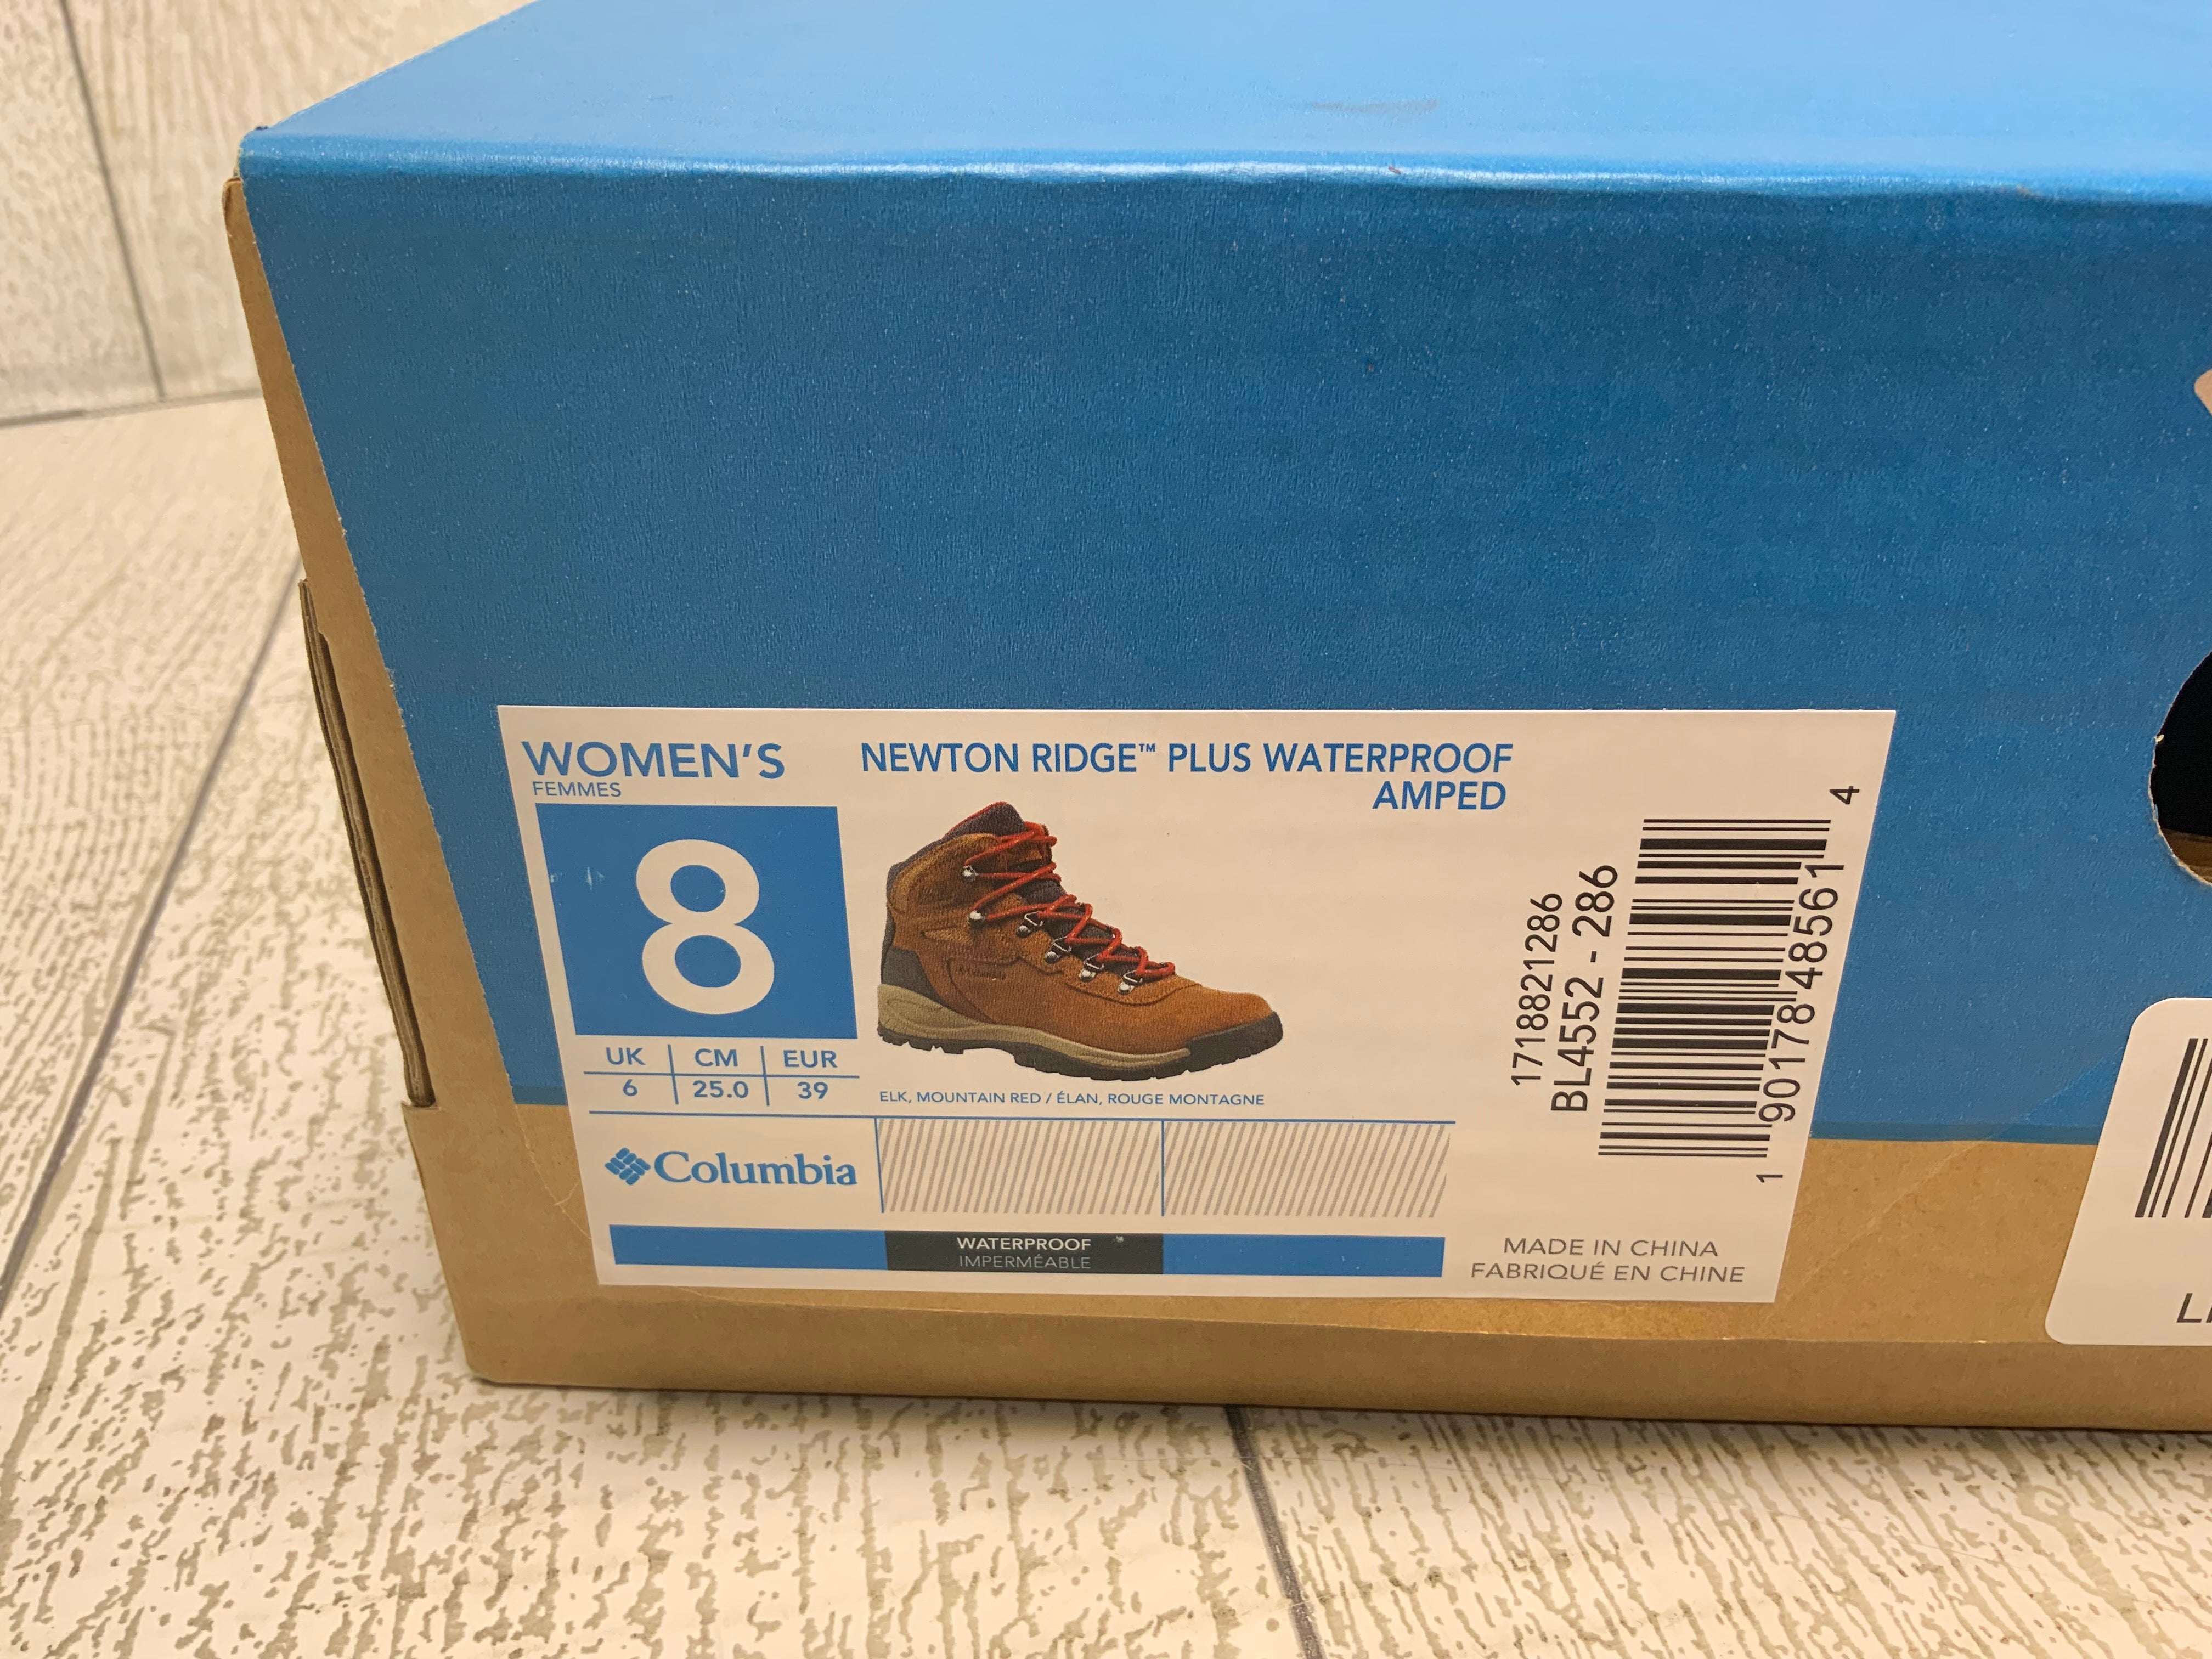 WOMEN'S
FEMMES
NEWTON RIDGE™ PLUS WATERPROOF
AMPED
8
UK CM EUR
6 25.0 39
ELK, MOUNTAIN RED / ÉLAN, ROUGE MONTAGNE
Columbia
WATERPROOF
IMPERMÉABLE
1718821286
BL4552 - 286
1 90178 48561 4
MADE IN CHINA
FABRIQUÉ EN CHINE